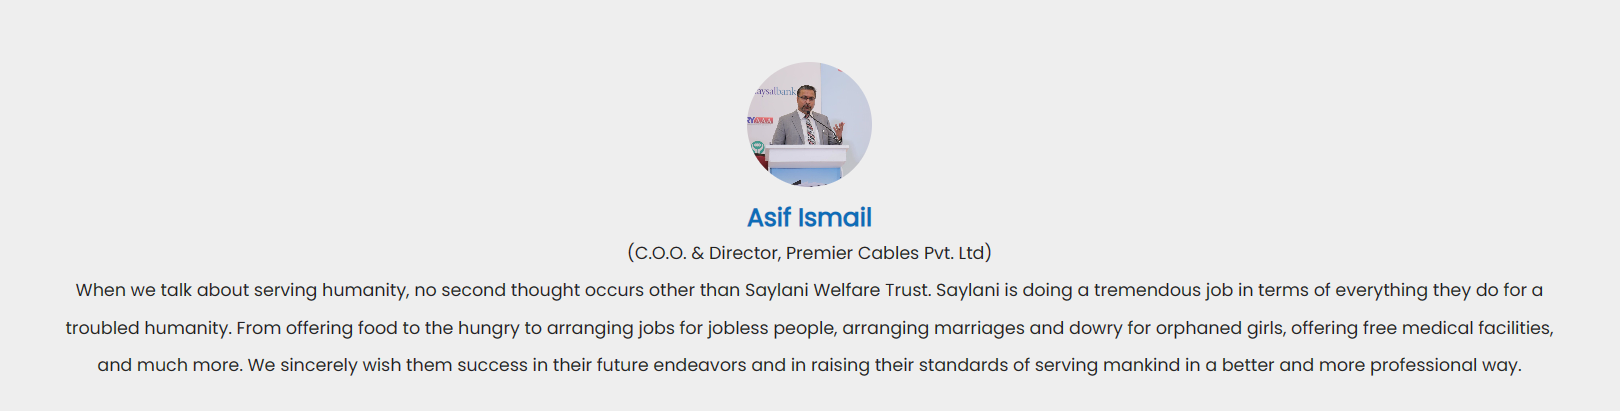 aysalbank
RY
Asif Ismail
(C.O.O. & Director, Premier Cables Pvt. Ltd)
When we talk about serving humanity, no second thought occurs other than Saylani Welfare Trust. Saylani is doing a tremendous job in terms of everything they do for a
troubled humanity. From offering food to the hungry to arranging jobs for jobless people, arranging marriages and dowry for orphaned girls, offering free medical facilities,
and much more. We sincerely wish them success in their future endeavors and in raising their standards of serving mankind in a better and more professional way.